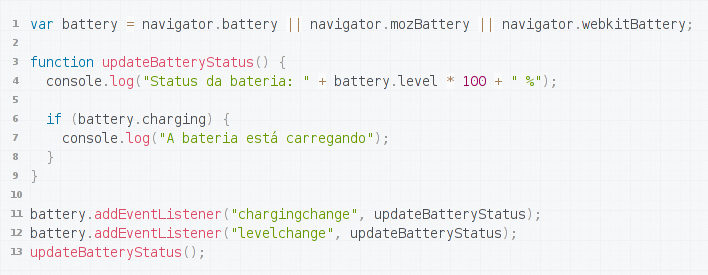 1 var battery = navigator.battery || navigator.mozBattery || navigator.webkitBattery;
2
3 function updateBatteryStatus() {
4   console.log("Status da bateria: " + battery.level * 100 + " %");
5
6   if (battery.charging) {
7     console.log("A bateria está carregando");
8   }
9 }
10
11 battery.addEventListener("chargingchange", updateBatteryStatus);
12 battery.addEventListener("levelchange", updateBatteryStatus);
13 updateBatteryStatus();